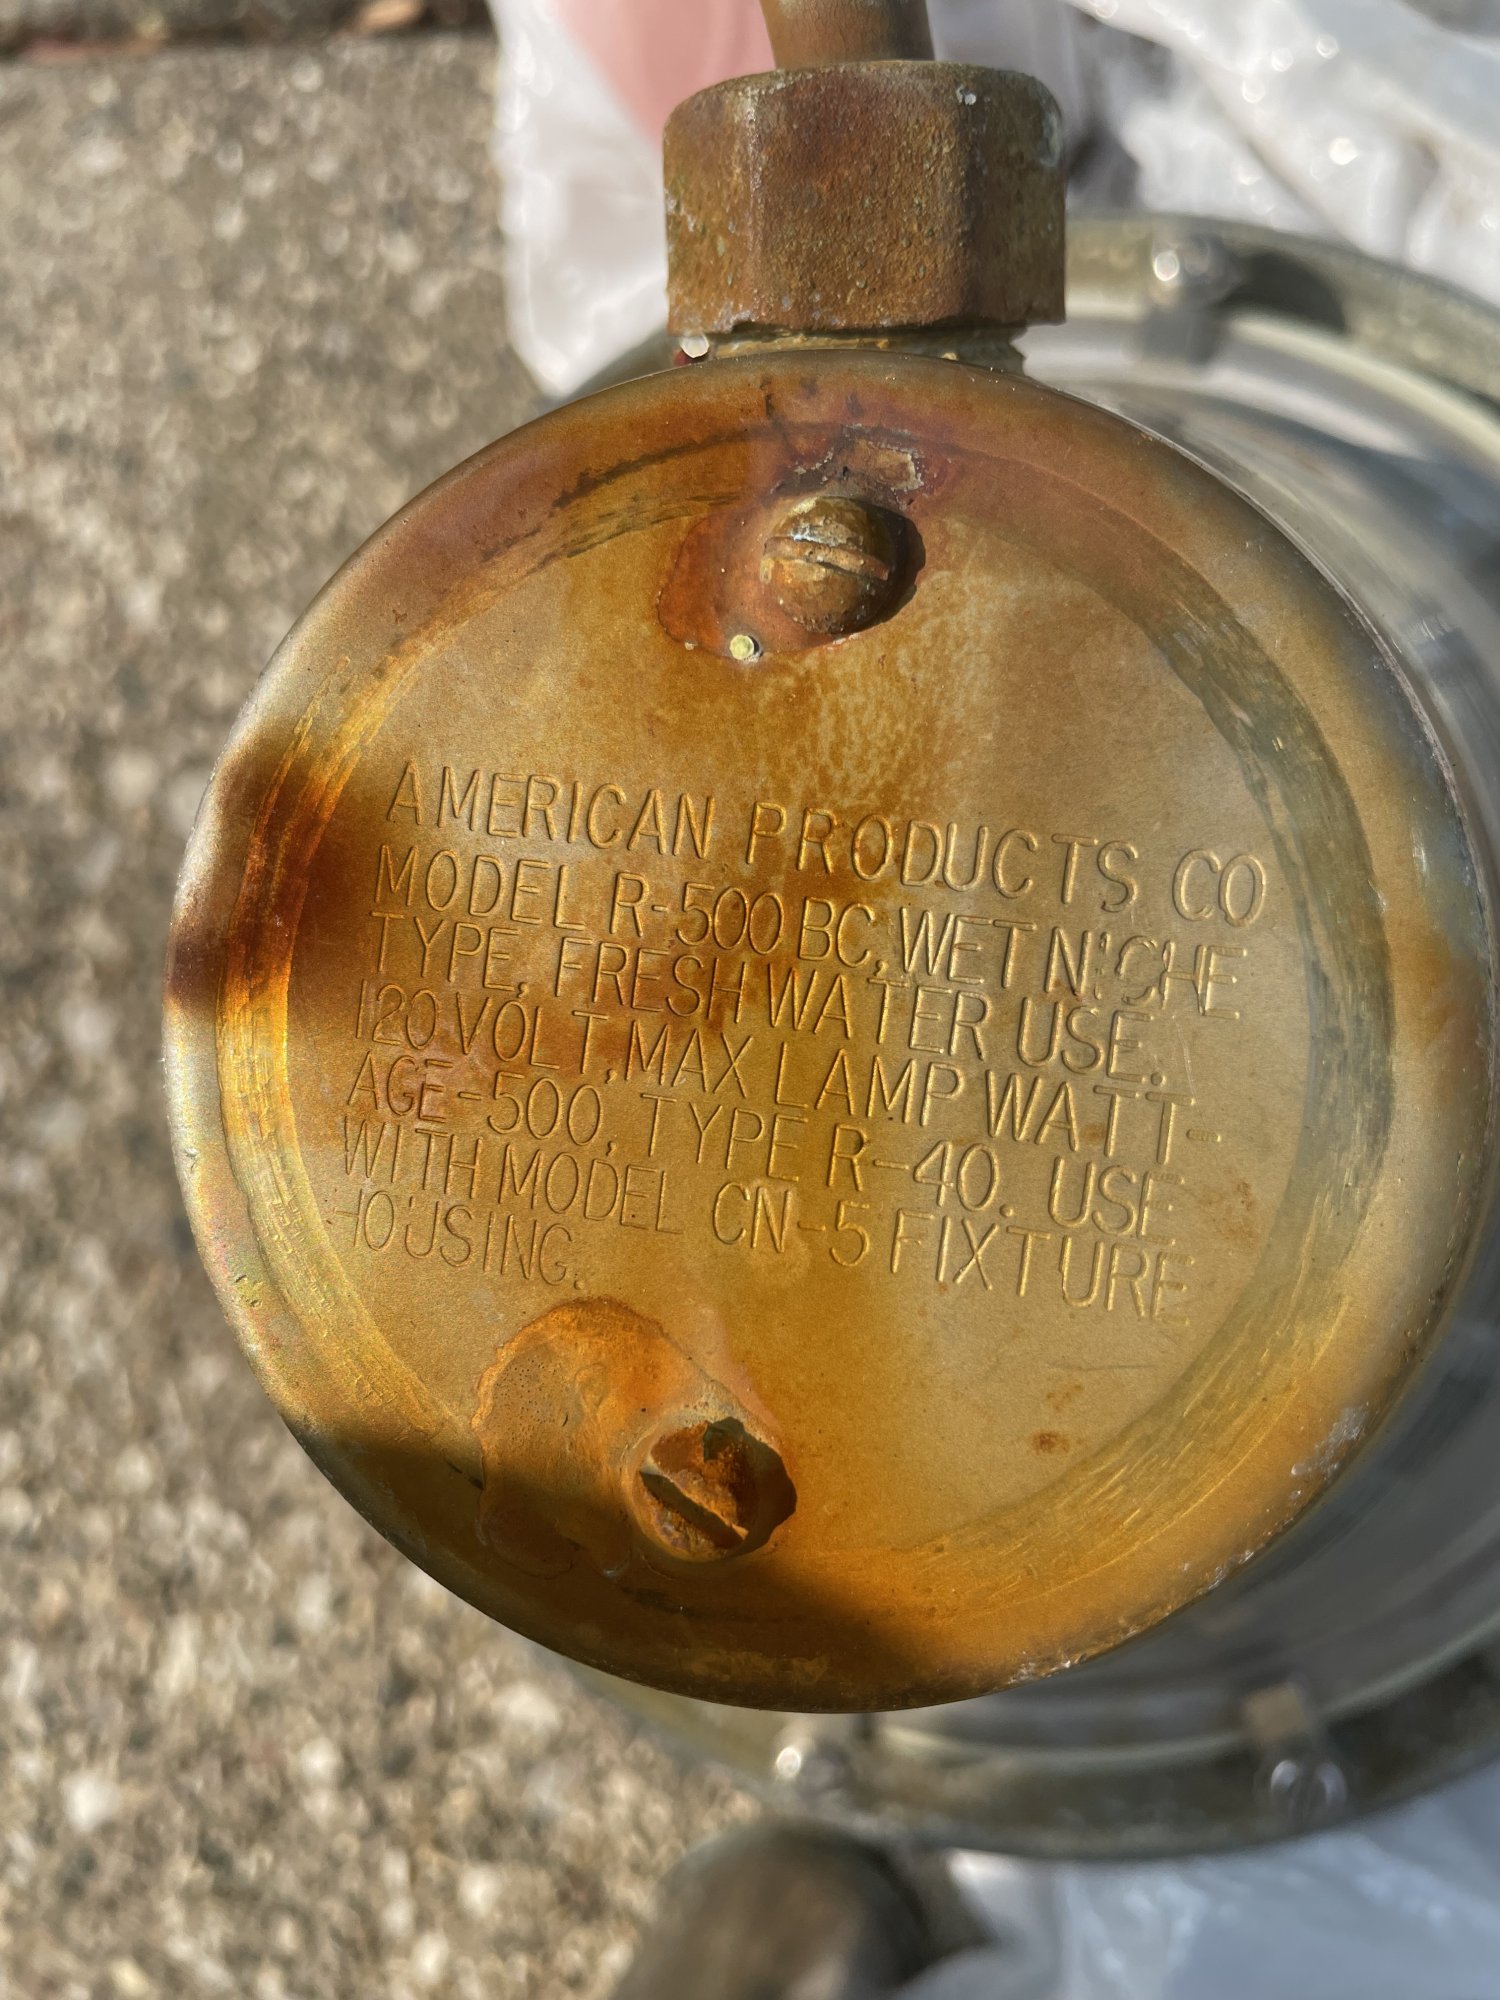 AMERICAN PRODUCTS CO
MODEL R-500 BC, WET NICHE
TYPE, FRESH WATER USE.
120 VOLT, MAX LAMP WATT-
AGE-500, TYPE R-40. USE
WITH MODEL CN-5 FIXTURE
HOUSING.